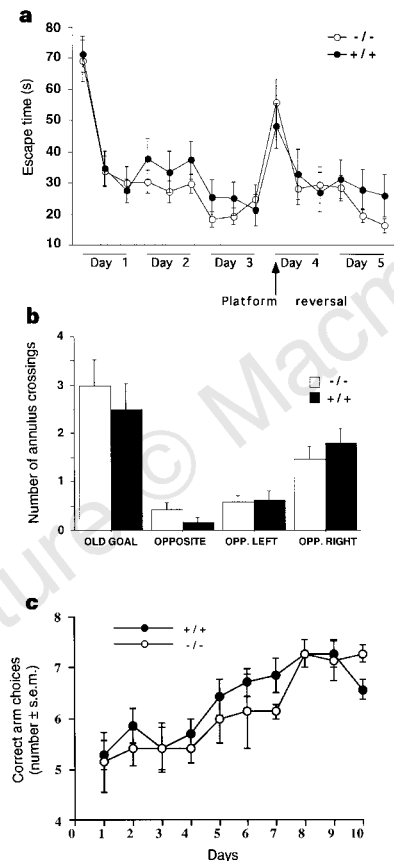 a
80
70
60
50
40
30
20
10
Escape time (s)
-/-
+/+
Day 1 Day 2 Day 3 Day 4 Day 5
Platform reversal
b
4
3
2
1
0
Number of annulus crossings
-/-
+/+
OLD GOAL OPPOSITE OPP. LEFT OPP. RIGHT
c
8
7
6
5
4
Correct arm choices
(number ± s.e.m.)
+/+
-/-
0 1 2 3 4 5 6 7 8 9 10
Days
ture © Macm